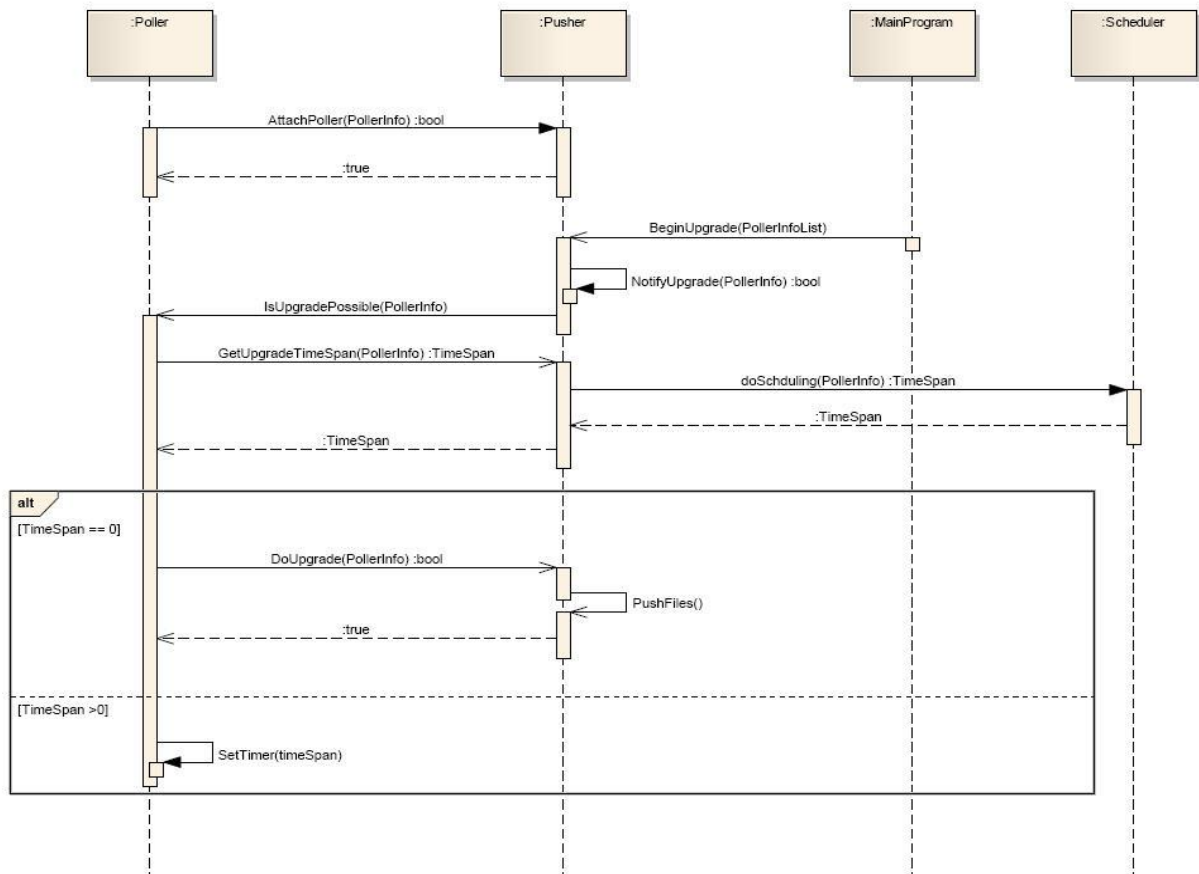 :Poller
:Pusher
:MainProgram
:Scheduler
AttachPoller(PollerInfo) :bool
:true
BeginUpgrade(PollerInfoList)
NotifyUpgrade(PollerInfo) :bool
IsUpgradePossible(PollerInfo)
GetUpgradeTimeSpan(PollerInfo) :TimeSpan
doSchduling(PollerInfo) :TimeSpan
:TimeSpan
:TimeSpan
alt
[TimeSpan == 0]
DoUpgrade(PollerInfo) :bool
PushFiles()
:true
[TimeSpan >0]
SetTimer(timeSpan)